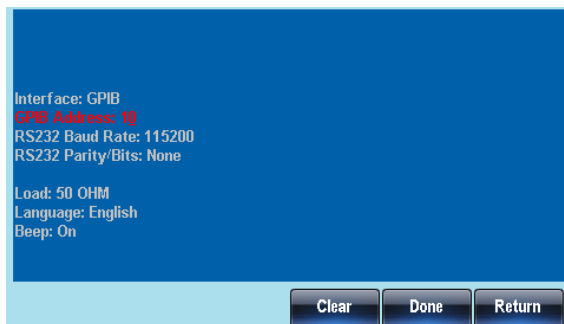 Interface: GPIB
GPIB Address:
RS232 Baud Rate: 115200
RS232 Parity/Bits: None
Load: 50 OHM
Language: English
Beep: On
Clear Done Return